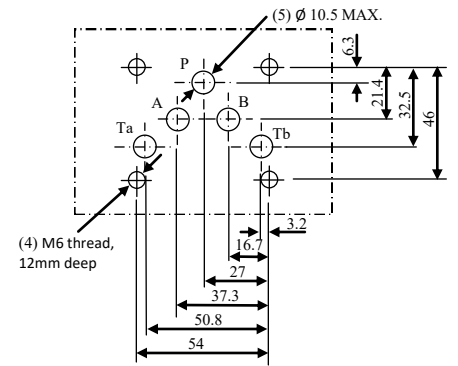 (5) Ø 10.5 MAX.
P
6.3
A
B
21.4
32.5
46
Ta
Tb
(4) M6 thread,
12mm deep
3.2
16.7
27
37.3
50.8
54